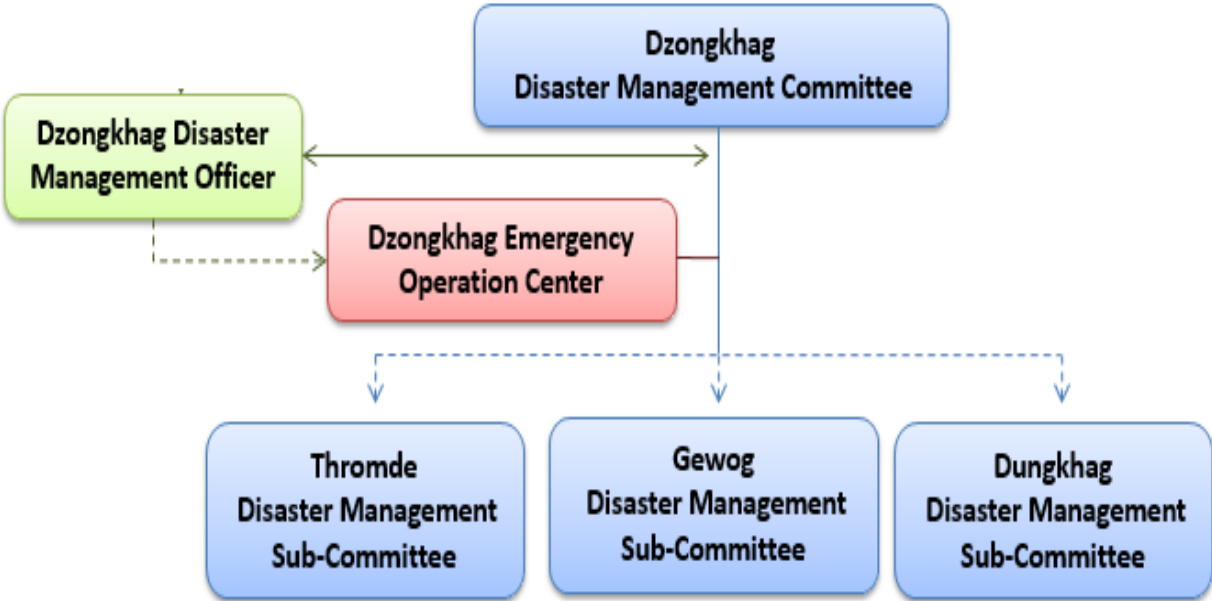 Dzongkhag
Disaster Management Committee
Dzongkhag Disaster
Management Officer
Dzongkhag Emergency
Operation Center
Thromde
Disaster Management
Sub-Committee
Gewog
Disaster Management
Sub-Committee
Dungkhag
Disaster Management
Sub-Committee